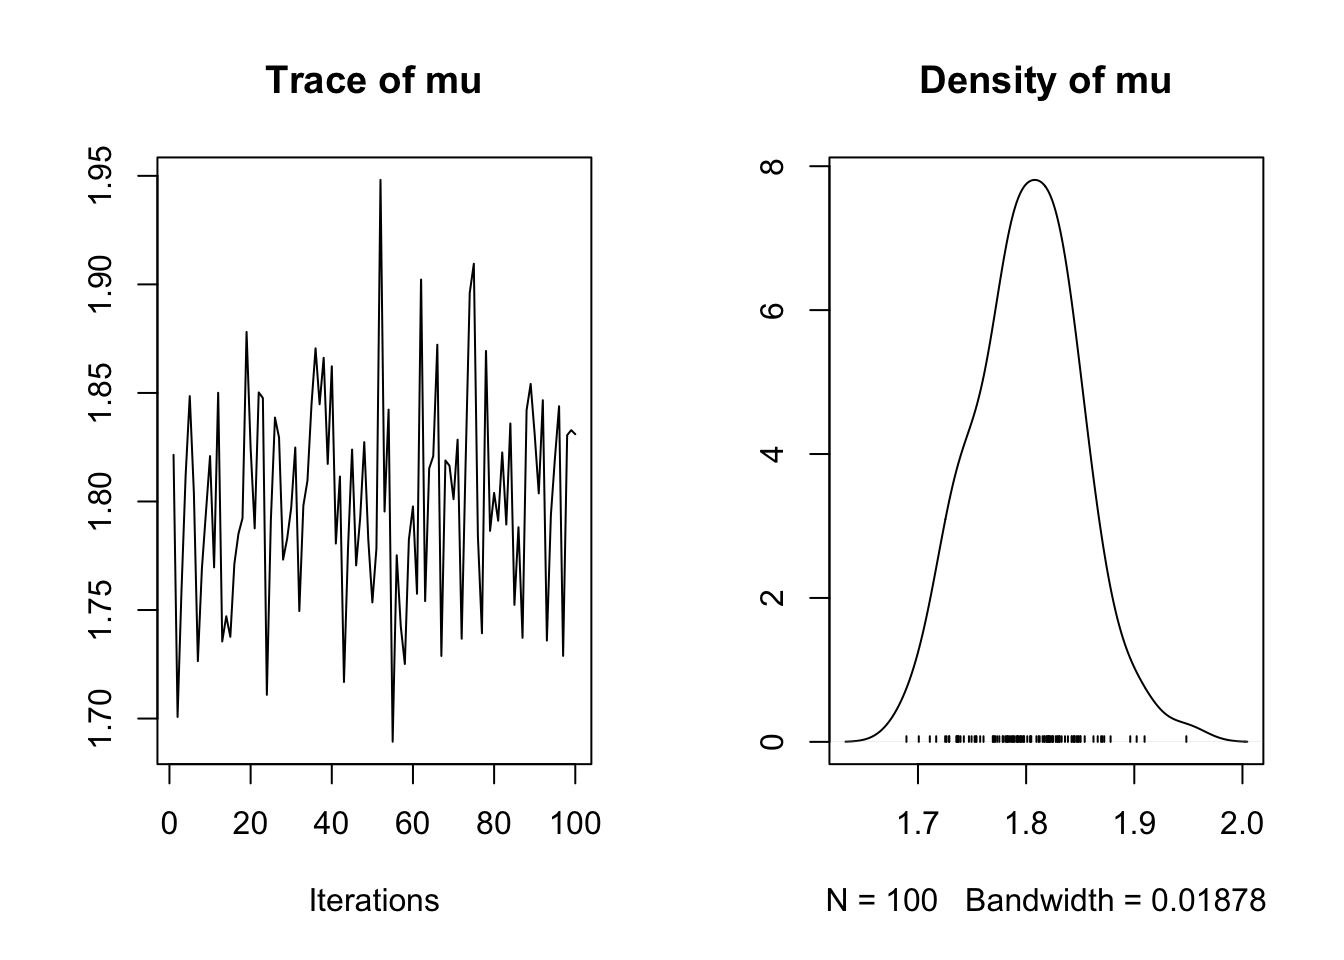 Trace of mu
1.95
1.90
1.85
1.80
1.75
1.70
0 20 40 60 80 100
Iterations
Density of mu
8
6
4
2
0
1.7 1.8 1.9 2.0
N = 100 Bandwidth = 0.01878